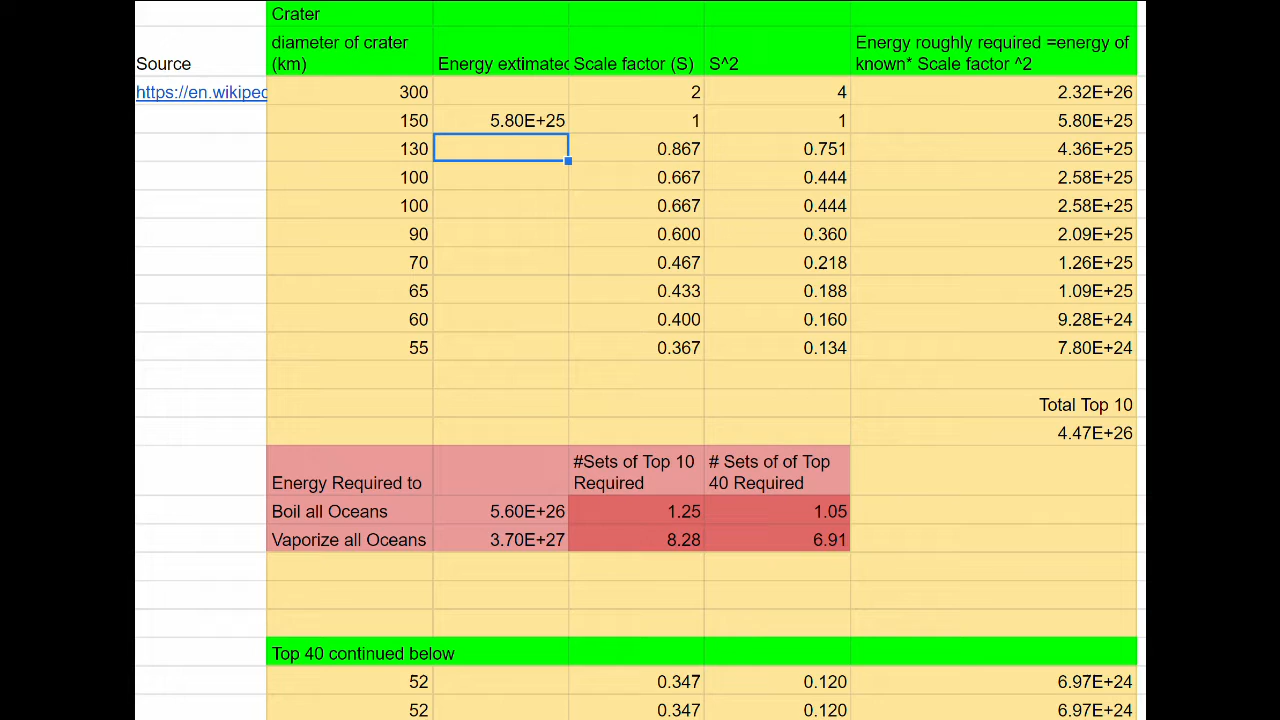 Crater
Source diameter of crater (km) Energy extimated Scale factor (S) S^2 Energy roughly required =energy of known* Scale factor ^2
https://en.wikiped 300 2 4 2.32E+26
150 5.80E+25 1 1 5.80E+25
130 0.867 0.751 4.36E+25
100 0.667 0.444 2.58E+25
100 0.667 0.444 2.58E+25
90 0.600 0.360 2.09E+25
70 0.467 0.218 1.26E+25
65 0.433 0.188 1.09E+25
60 0.400 0.160 9.28E+24
55 0.367 0.134 7.80E+24
Total Top 10
4.47E+26
Energy Required to #Sets of Top 10 Required # Sets of of Top 40 Required
Boil all Oceans 5.60E+26 1.25 1.05
Vaporize all Oceans 3.70E+27 8.28 6.91
Top 40 continued below
52 0.347 0.120 6.97E+24
52 0.347 0.120 6.97E+24